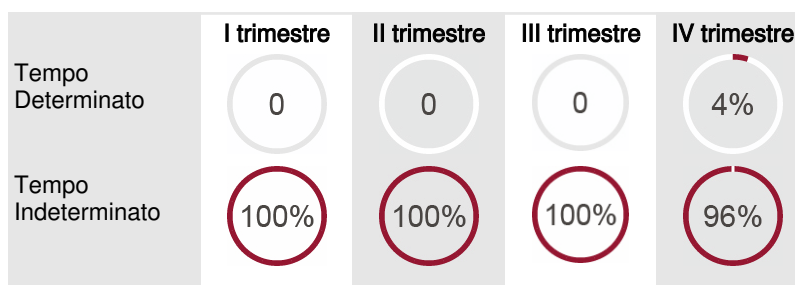 I trimestre II trimestre III trimestre IV trimestre
Tempo
Determinato
0 0 0 4%
Tempo
Indeterminato
100% 100% 100% 96%